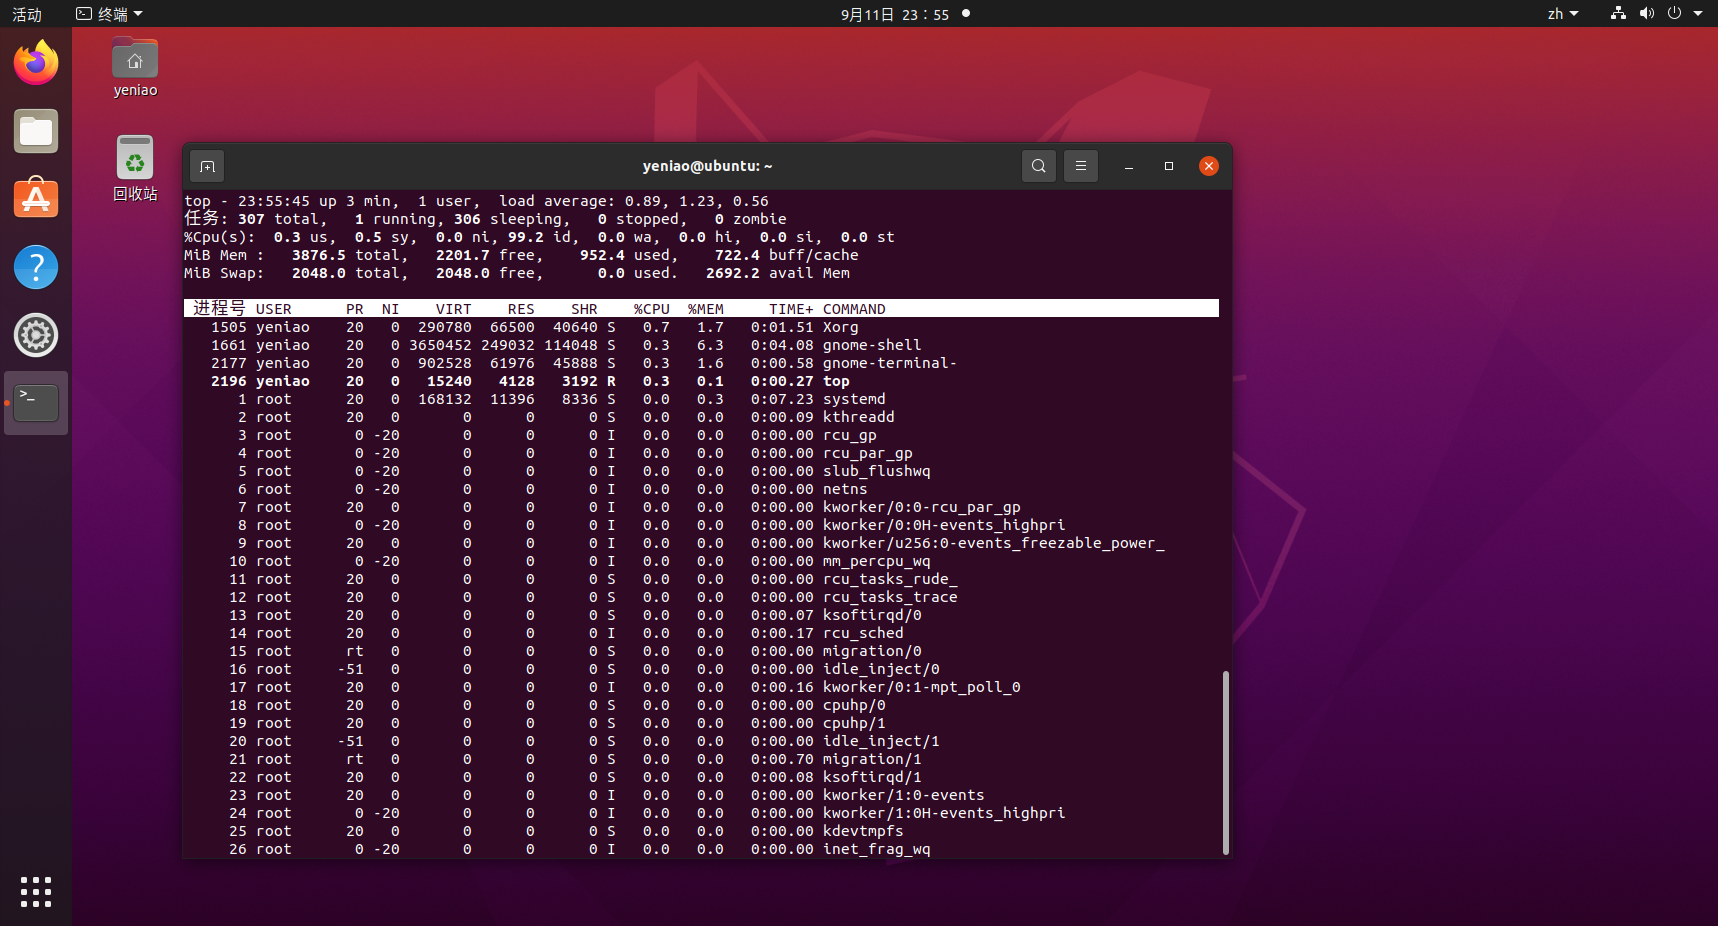 活动 终端 9月11日 23：55 zh
yeniao
回收站
yeniao@ubuntu: ~
top - 23:55:45 up 3 min,  1 user,  load average: 0.89, 1.23, 0.56
任务: 307 total,   1 running, 306 sleeping,   0 stopped,   0 zombie
%Cpu(s):  0.3 us,  0.5 sy,  0.0 ni, 99.2 id,  0.0 wa,  0.0 hi,  0.0 si,  0.0 st
MiB Mem :   3876.5 total,   2201.7 free,    952.4 used,    722.4 buff/cache
MiB Swap:   2048.0 total,   2048.0 free,      0.0 used.   2692.2 avail Mem
进程号 USER      PR  NI    VIRT    RES    SHR    %CPU  %MEM     TIME+ COMMAND
1505 yeniao    20   0  290780  66500  40640 S   0.7   1.7   0:01.51 Xorg
1661 yeniao    20   0 3650452 249032 114048 S   0.3   6.3   0:04.08 gnome-shell
2177 yeniao    20   0  902528  61976  45888 S   0.3   1.6   0:00.58 gnome-terminal-
2196 yeniao    20   0   15240   4128   3192 R   0.3   0.1   0:00.27 top
1 root      20   0  168132  11396   8336 S   0.0   0.3   0:07.23 systemd
2 root      20   0       0      0      0 S   0.0   0.0   0:00.09 kthreadd
3 root       0 -20       0      0      0 I   0.0   0.0   0:00.00 rcu_gp
4 root       0 -20       0      0      0 I   0.0   0.0   0:00.00 rcu_par_gp
5 root       0 -20       0      0      0 I   0.0   0.0   0:00.00 slub_flushwq
6 root       0 -20       0      0      0 I   0.0   0.0   0:00.00 netns
7 root      20   0       0      0      0 I   0.0   0.0   0:00.00 kworker/0:0-rcu_par_gp
8 root       0 -20       0      0      0 I   0.0   0.0   0:00.00 kworker/0:0H-events_highpri
9 root      20   0       0      0      0 I   0.0   0.0   0:00.00 kworker/u256:0-events_freezable_power_
10 root       0 -20       0      0      0 I   0.0   0.0   0:00.00 mm_percpu_wq
11 root      20   0       0      0      0 S   0.0   0.0   0:00.00 rcu_tasks_rude_
12 root      20   0       0      0      0 S   0.0   0.0   0:00.00 rcu_tasks_trace
13 root      20   0       0      0      0 S   0.0   0.0   0:00.07 ksoftirqd/0
14 root      20   0       0      0      0 I   0.0   0.0   0:00.17 rcu_sched
15 root      rt   0       0      0      0 S   0.0   0.0   0:00.00 migration/0
16 root     -51   0       0      0      0 S   0.0   0.0   0:00.00 idle_inject/0
17 root      20   0       0      0      0 I   0.0   0.0   0:00.16 kworker/0:1-mpt_poll_0
18 root      20   0       0      0      0 S   0.0   0.0   0:00.00 cpuhp/0
19 root      20   0       0      0      0 S   0.0   0.0   0:00.00 cpuhp/1
20 root     -51   0       0      0      0 S   0.0   0.0   0:00.00 idle_inject/1
21 root      rt   0       0      0      0 S   0.0   0.0   0:00.70 migration/1
22 root      20   0       0      0      0 S   0.0   0.0   0:00.08 ksoftirqd/1
23 root      20   0       0      0      0 I   0.0   0.0   0:00.00 kworker/1:0-events
24 root       0 -20       0      0      0 I   0.0   0.0   0:00.00 kworker/1:0H-events_highpri
25 root      20   0       0      0      0 S   0.0   0.0   0:00.00 kdevtmpfs
26 root       0 -20       0      0      0 I   0.0   0.0   0:00.00 inet_frag_wq